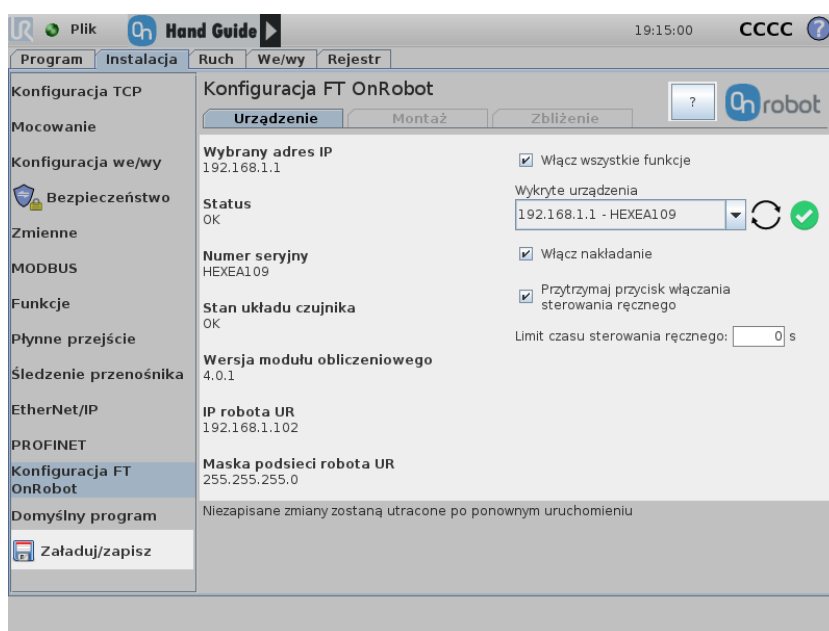 Plik
On Hand Guide
19:15:00
CCCC ?
Program Instalacja Ruch We/wy Rejestr
Konfiguracja TCP
Mocowanie
Konfiguracja we/wy
Bezpieczeństwo
Zmienne
MODBUS
Funkcje
Płynne przejście
Śledzenie przenośnika
EtherNet/IP
PROFINET
Konfiguracja FT
OnRobot
Domyślny program
Załaduj/zapisz
Konfiguracja FT OnRobot
?
On robot
Urządzenie Montaż Zbliżenie
Wybrany adres IP
192.168.1.1
Status
OK
Numer seryjny
HEXEA109
Stan układu czujnika
OK
Wersja modułu obliczeniowego
4.0.1
IP robota UR
192.168.1.102
Maska podsieci robota UR
255.255.255.0
Włącz wszystkie funkcje
Wykryte urządzenia
192.168.1.1 - HEXEA109
Włącz nakładanie
Przytrzymaj przycisk włączania
sterowania ręcznego
Limit czasu sterowania ręcznego: 0 s
Niezapisane zmiany zostaną utracone po ponownym uruchomieniu